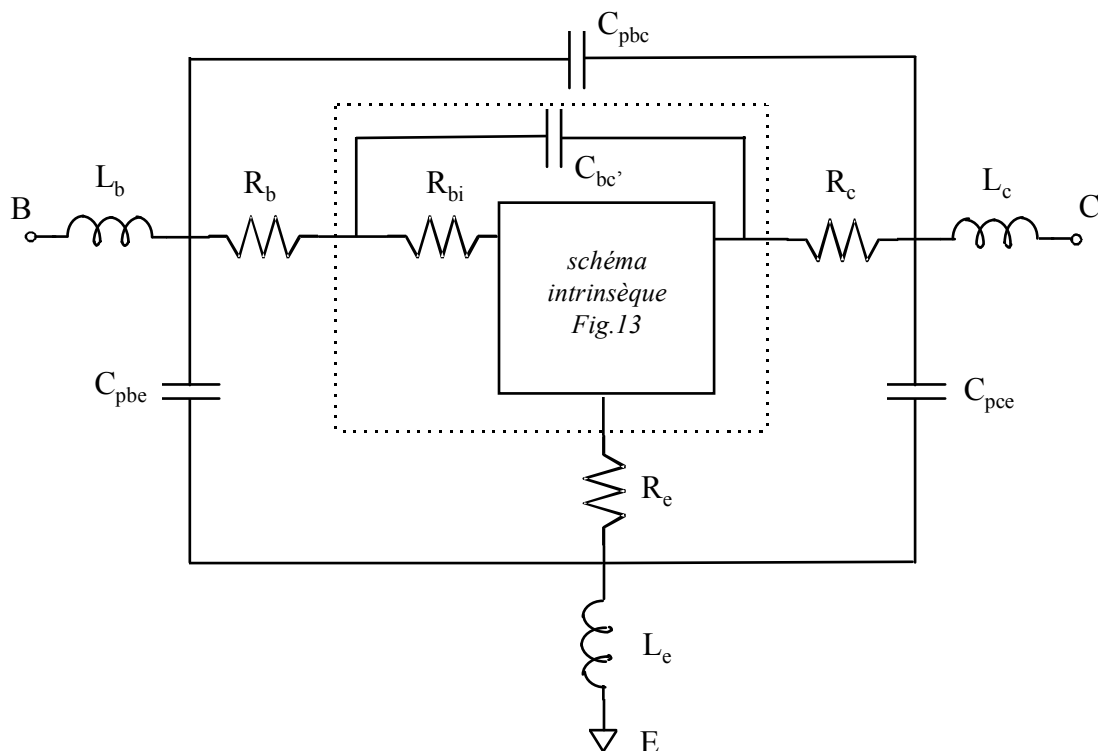 C_pbc
C_bc'
L_b
R_b
R_bi
R_c
L_c
B
C
schéma
intrinsèque
Fig.13
C_pbe
C_pce
R_e
L_e
E